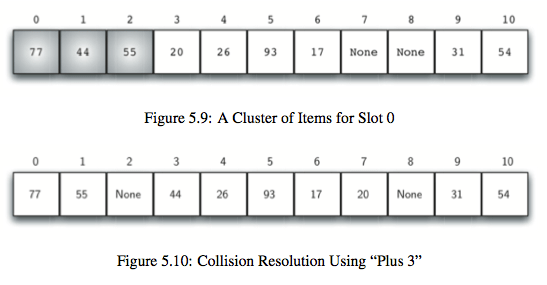 0 1 2 3 4 5 6 7 8 9 10
77 44 55 20 26 93 17 None None 31 54
Figure 5.9: A Cluster of Items for Slot 0
0 1 2 3 4 5 6 7 8 9 10
77 55 None 44 26 93 17 20 None 31 54
Figure 5.10: Collision Resolution Using “Plus 3”